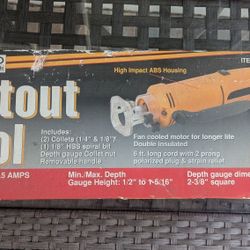 ITE
High Impact ABS Housing
tout
ol
Includes:
(2) Collets (1/4" & 1/8")
(1) 1/8" HSS spiral bit
Depth gauge Collet nut
Removable handle
Fan cooled motor for longer life
Double insulated
6 ft. long cord with 2 prong
polarized plug & strain relief
.5 AMPS
Min./Max. Depth
Gauge Height: 1/2" to 1-5/16"
Depth gauge dime
2-3/8" square